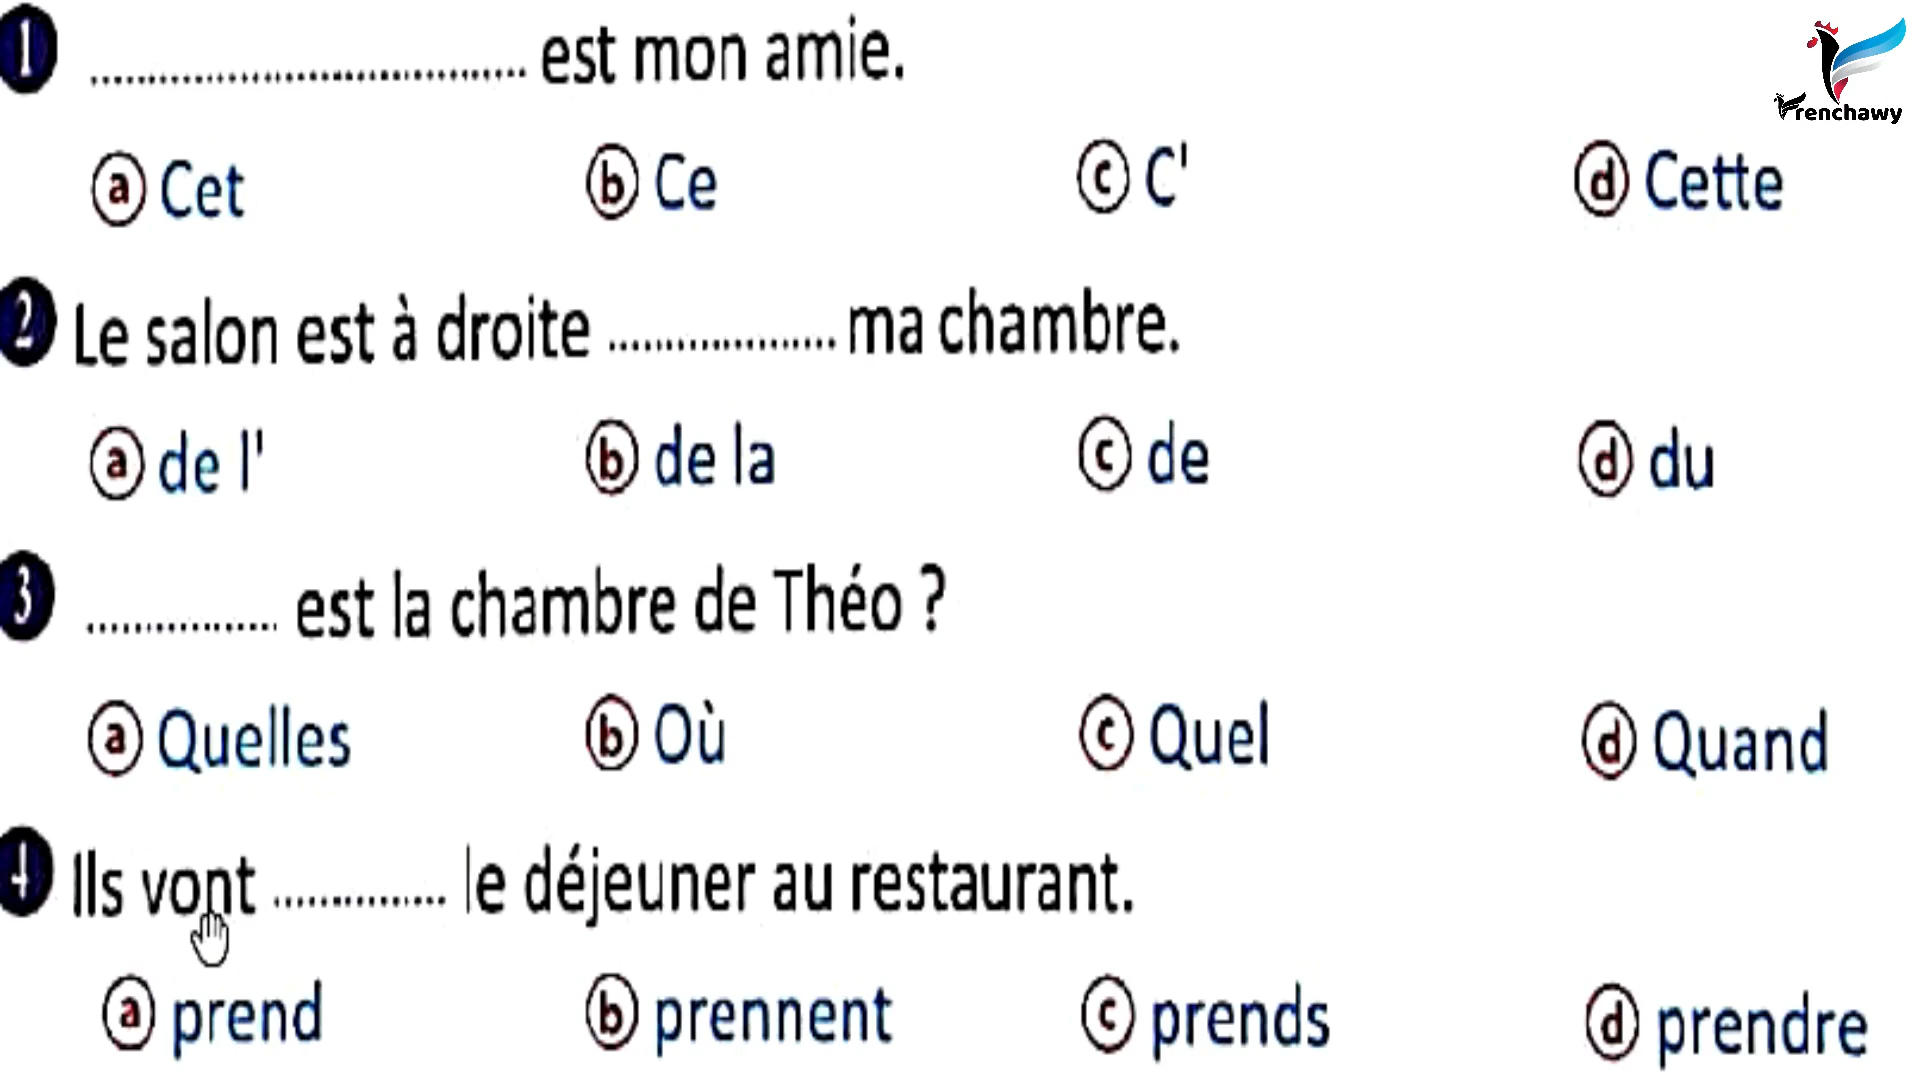 1 ........................................ est mon amie.
a Cet b Ce c C' d Cette
2 Le salon est à droite .................... ma chambre.
a de l' b de la c de d du
3 ................. est la chambre de Théo ?
a Quelles b Où c Quel d Quand
4 Ils vont ............... le déjeuner au restaurant.
a prend b prennent c prends d prendre
Frenchawy